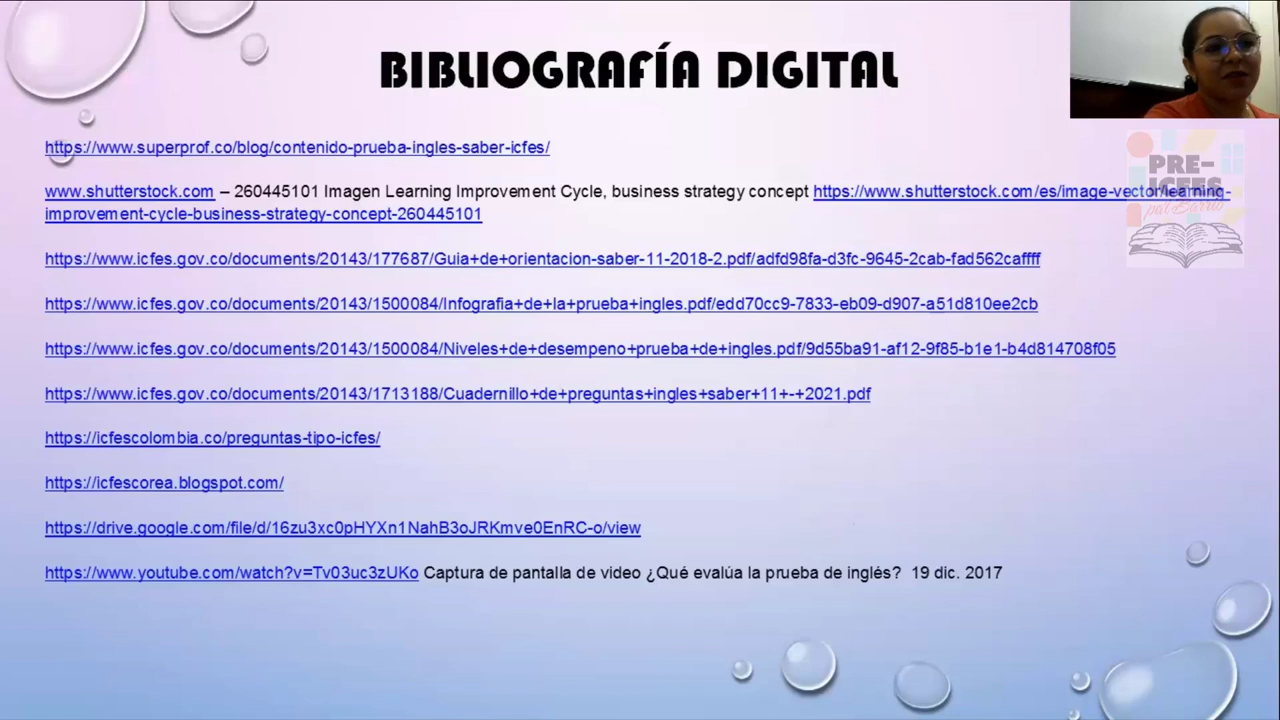 BIBLIOGRAFÍA DIGITAL
https://www.superprof.co/blog/contenido-prueba-ingles-saber-icfes/
www.shutterstock.com – 260445101 Imagen Learning Improvement Cycle, business strategy concept https://www.shutterstock.com/es/image-vector/learning-
improvement-cycle-business-strategy-concept-260445101
PRE-
ICFES
pal Barrio
https://www.icfes.gov.co/documents/20143/177687/Guia+de+orientacion-saber-11-2018-2.pdf/adfd98fa-d3fc-9645-2cab-fad562caffff
https://www.icfes.gov.co/documents/20143/1500084/Infografia+de+la+prueba+ingles.pdf/edd70cc9-7833-eb09-d907-a51d810ee2cb
https://www.icfes.gov.co/documents/20143/1500084/Niveles+de+desempeno+prueba+de+ingles.pdf/9d55ba91-af12-9f85-b1e1-b4d814708f05
https://www.icfes.gov.co/documents/20143/1713188/Cuadernillo+de+preguntas+ingles+saber+11+-+2021.pdf
https://icfescolombia.co/preguntas-tipo-icfes/
https://icfescorea.blogspot.com/
https://drive.google.com/file/d/16zu3xc0pHYXn1NahB3oJRKmve0EnRC-o/view
https://www.youtube.com/watch?v=Tv03uc3zUKo Captura de pantalla de video ¿Qué evalúa la prueba de inglés?  19 dic. 2017